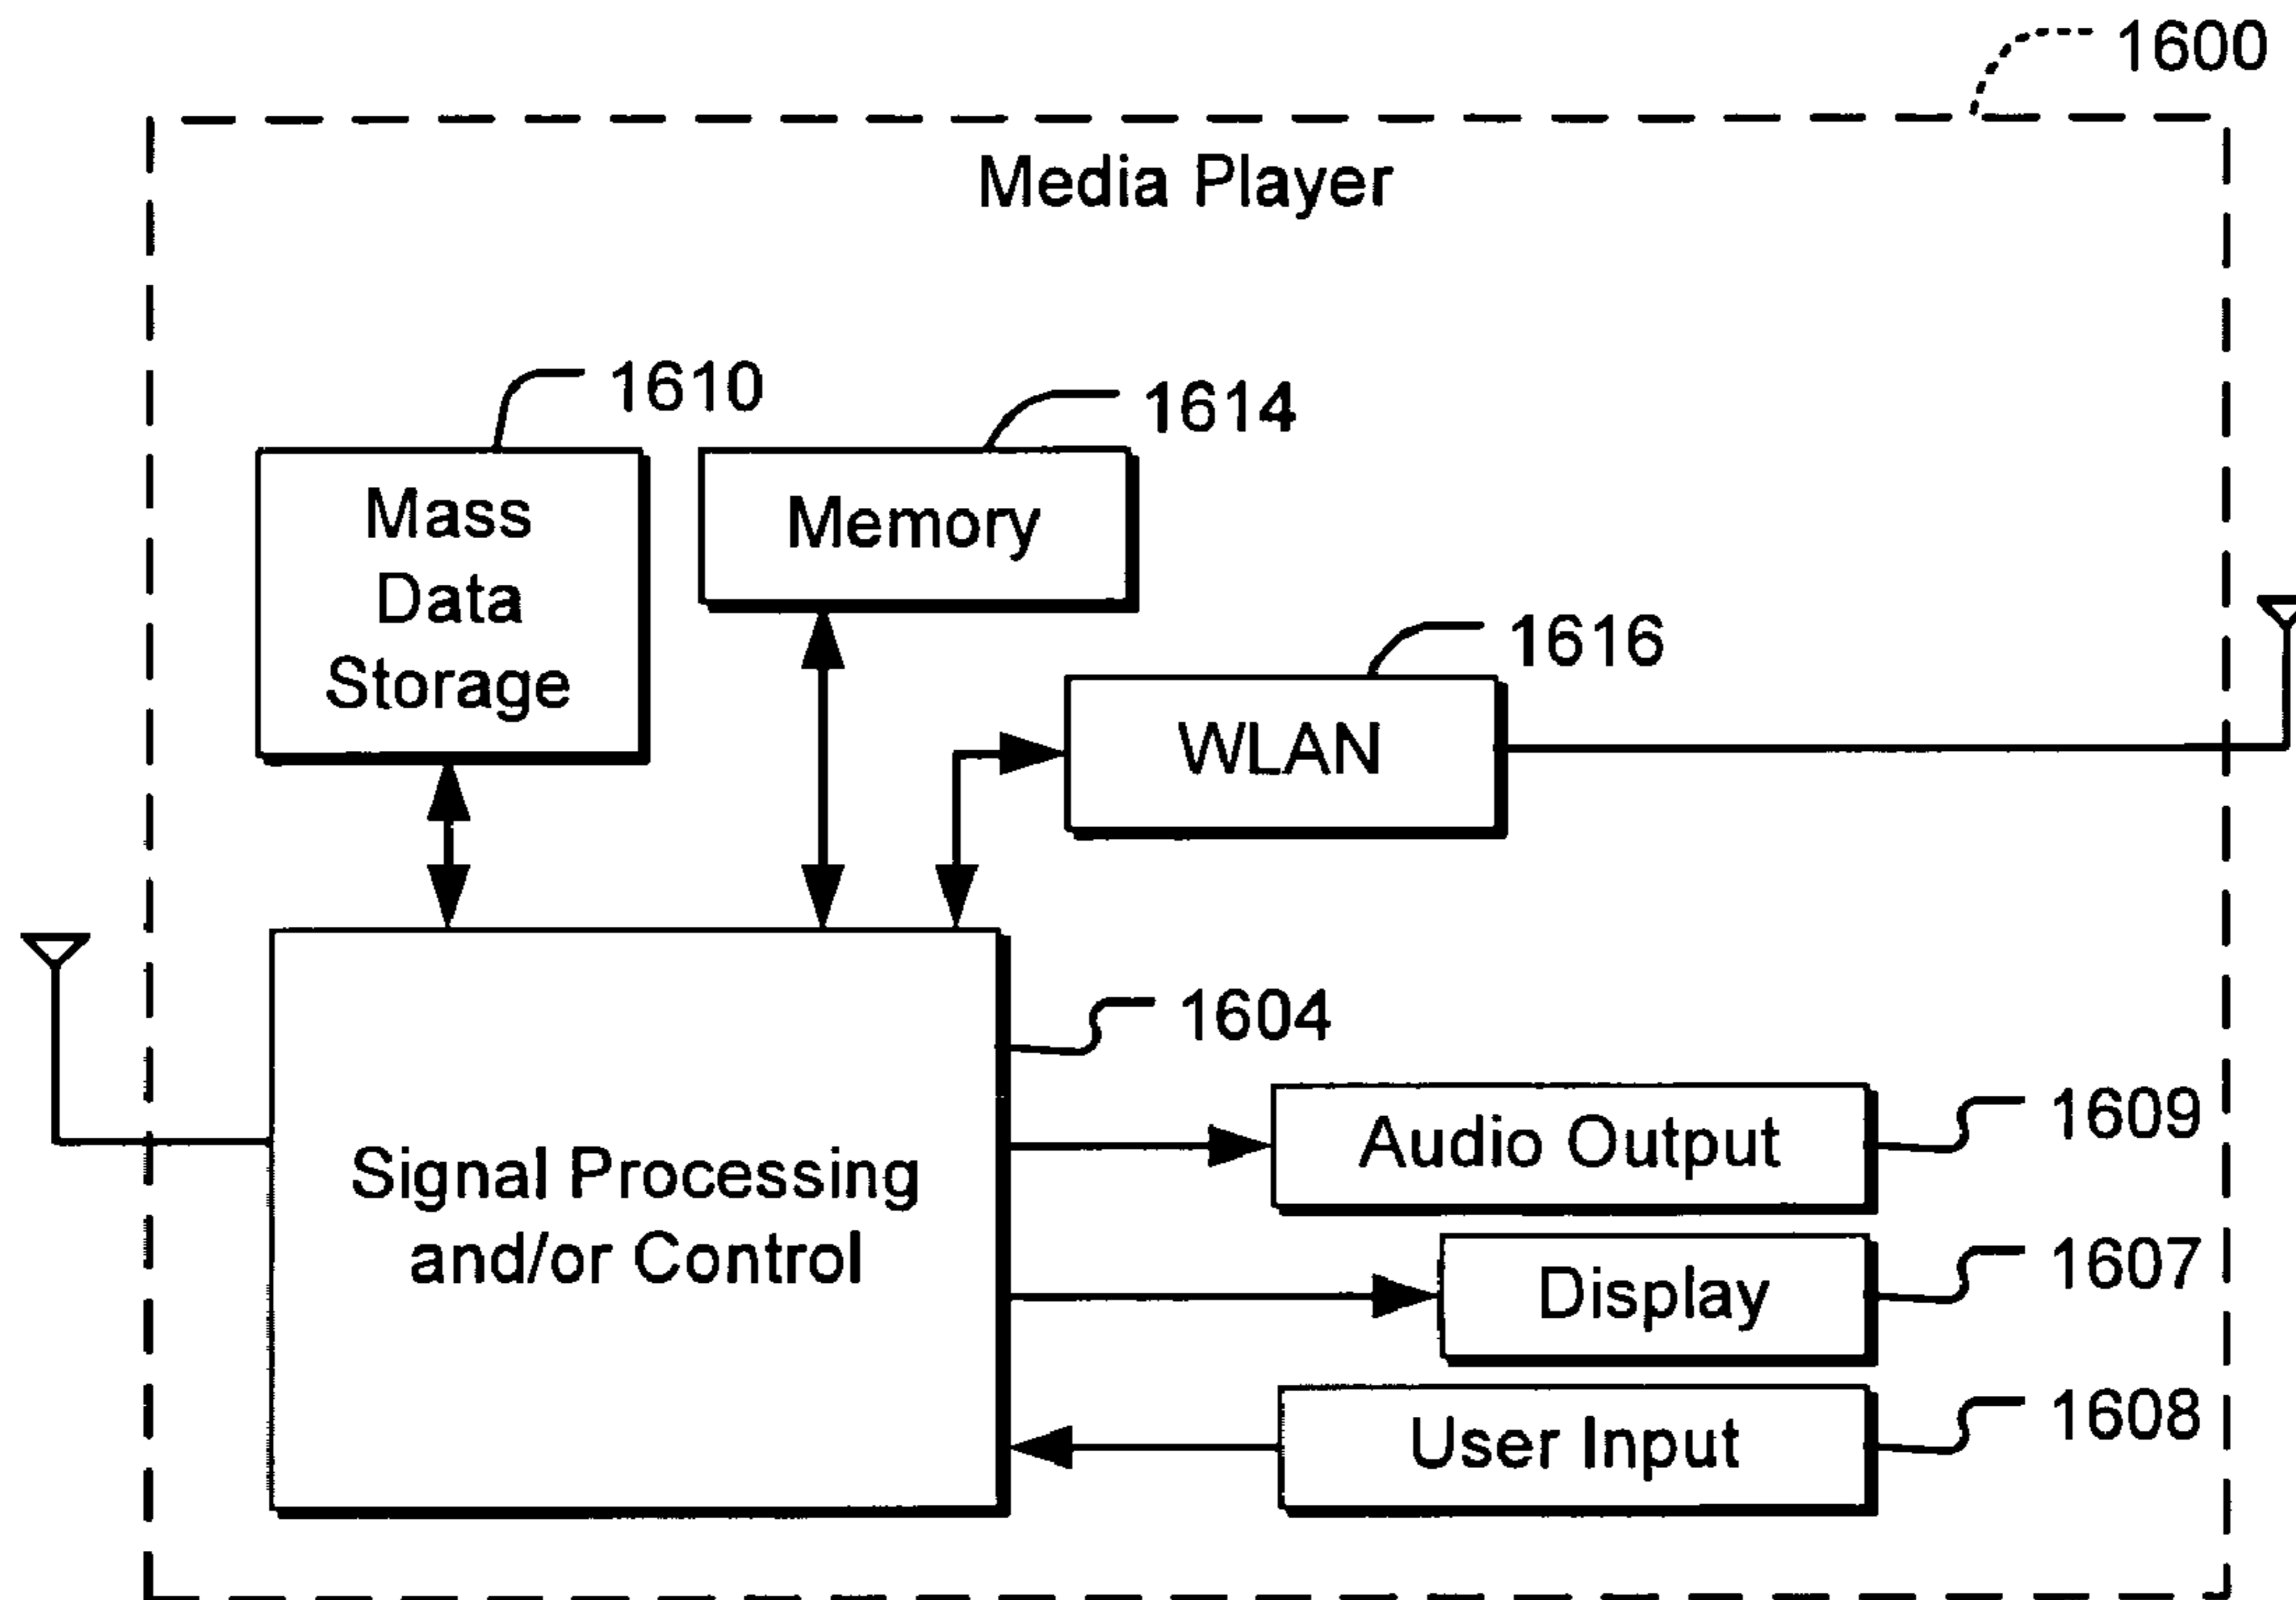 1600
Media Player
1610
1614
Mass
Data
Storage
Memory
1616
WLAN
1604
Signal Processing
and/or Control
Audio Output
1609
Display
1607
User Input
1608